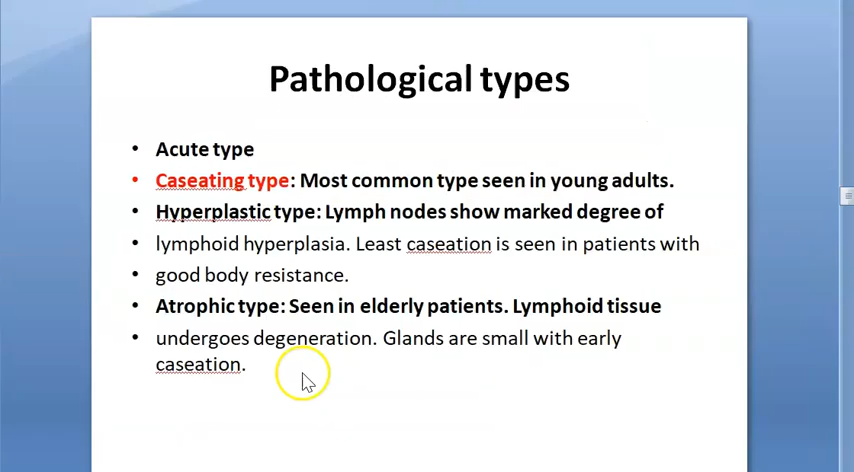 Pathological types
• Acute type
• Caseating type: Most common type seen in young adults.
• Hyperplastic type: Lymph nodes show marked degree of
• lymphoid hyperplasia. Least caseation is seen in patients with
• good body resistance.
• Atrophic type: Seen in elderly patients. Lymphoid tissue
• undergoes degeneration. Glands are small with early
caseation.